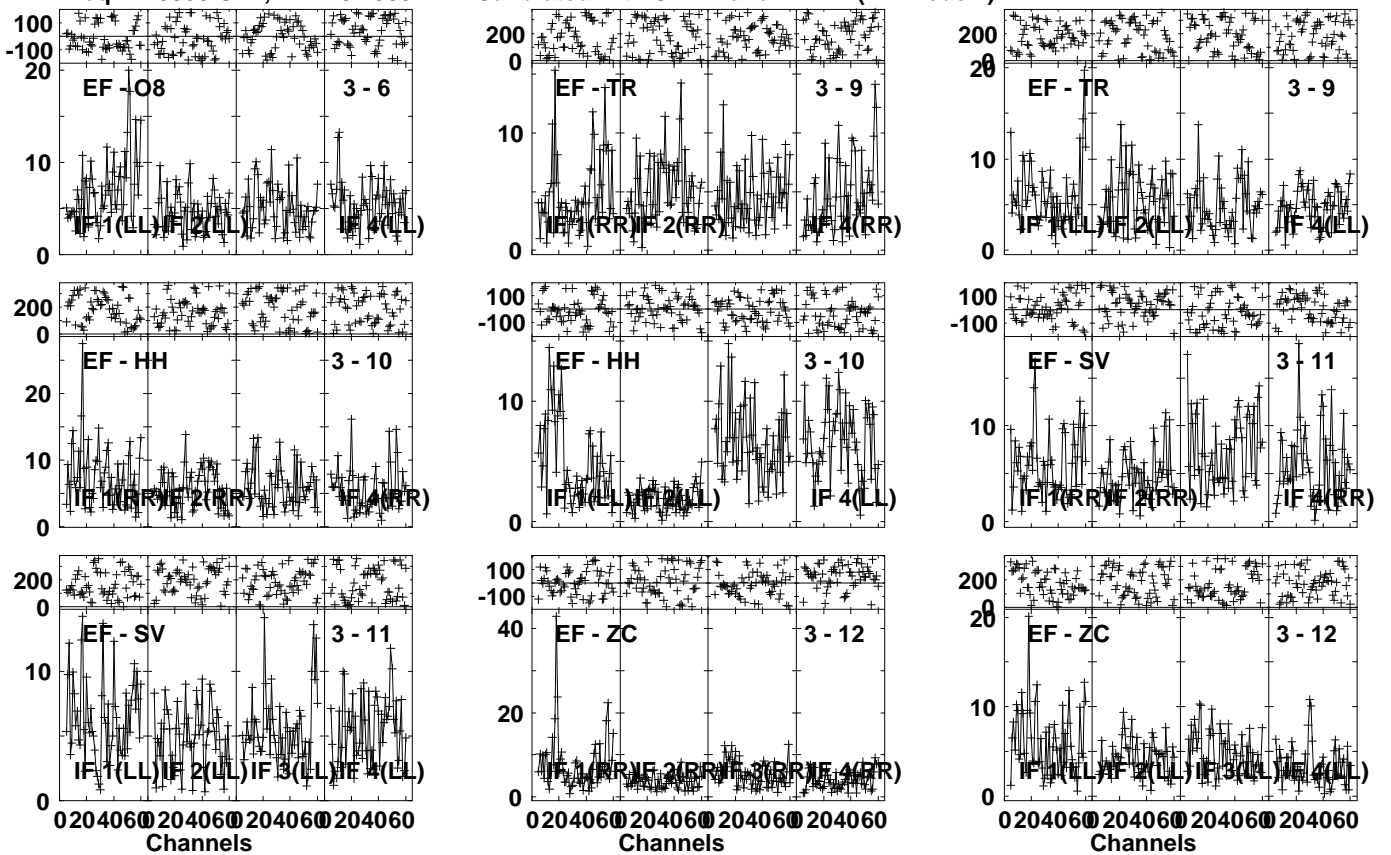 100
-100
20
10
0
EF - O8
3 - 6
IF 1(LL)
IF 2(LL)
IF 4(LL)
200
0
10
0
EF - TR
3 - 9
IF 1(RR)
IF 2(RR)
IF 4(RR)
200
0
20
10
0
EF - TR
3 - 9
IF 1(LL)
IF 2(LL)
IF 4(LL)
200
0
20
10
0
EF - HH
3 - 10
IF 1(RR)
IF 2(RR)
IF 4(RR)
100
-100
10
0
EF - HH
3 - 10
IF 1(LL)
IF 2(LL)
IF 4(LL)
100
-100
10
0
EF - SV
3 - 11
IF 1(RR)
IF 2(RR)
IF 4(RR)
200
0
10
0
EF - SV
3 - 11
IF 1(LL)
IF 2(LL)
IF 3(LL)
IF 4(LL)
0 20 40 60 0 20 40 60 0 20 40 60 0 20 40 60
Channels
100
-100
40
20
0
EF - ZC
3 - 12
IF 1(RR)
IF 2(RR)
IF 3(RR)
IF 4(RR)
0 20 40 60 0 20 40 60 0 20 40 60 0 20 40 60
Channels
200
0
20
10
0
EF - ZC
3 - 12
IF 1(LL)
IF 2(LL)
IF 3(LL)
IF 4(LL)
0 20 40 60 0 20 40 60 0 20 40 60 0 20 40 60
Channels